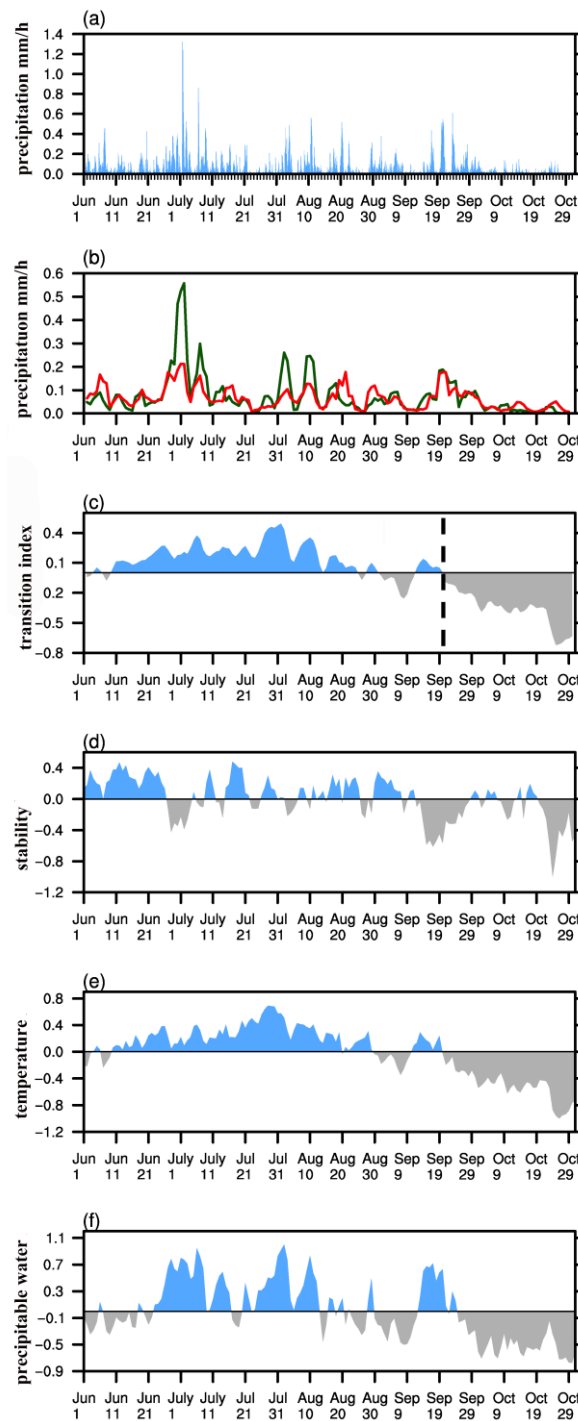 (a)
precipitation mm/h
1.4
1.2
1.0
0.8
0.6
0.4
0.2
0.0
Jun Jun Jun July July Jul Jul Aug Aug Aug Sep Sep Sep Oct Oct Oct
1 11 21 1 11 21 31 10 20 30 9 19 29 9 19 29
(b)
precipitatuon mm/h
0.6
0.5
0.4
0.3
0.2
0.1
0.0
Jun Jun Jun July July Jul Jul Aug Aug Aug Sep Sep Sep Oct Oct Oct
1 11 21 1 11 21 31 10 20 30 9 19 29 9 19 29
(c)
transition index
0.4
0.1
0.2
−0.5
−0.8
Jun Jun Jun July July Jul Jul Aug Aug Aug Sep Sep Sep Oct Oct Oct
1 11 21 1 11 21 31 10 20 30 9 19 29 9 19 29
(d)
stability
0.4
0.0
−0.4
−0.8
−1.2
Jun Jun Jun July July Jul Jul Aug Aug Aug Sep Sep Sep Oct Oct Oct
1 11 21 1 11 21 31 10 20 30 9 19 29 9 19 29
(e)
temperature
0.8
0.4
0.0
−0.4
−0.8
−1.2
Jun Jun Jun July July Jul Jul Aug Aug Aug Sep Sep Sep Oct Oct Oct
1 11 21 1 11 21 31 10 20 30 9 19 29 9 19 29
(f)
precipitable water
1.1
0.7
0.3
−0.1
−0.5
−0.9
Jun Jun Jun July July Jul Jul Aug Aug Aug Sep Sep Sep Oct Oct Oct
1 11 21 1 11 21 31 10 20 30 9 19 29 9 19 29